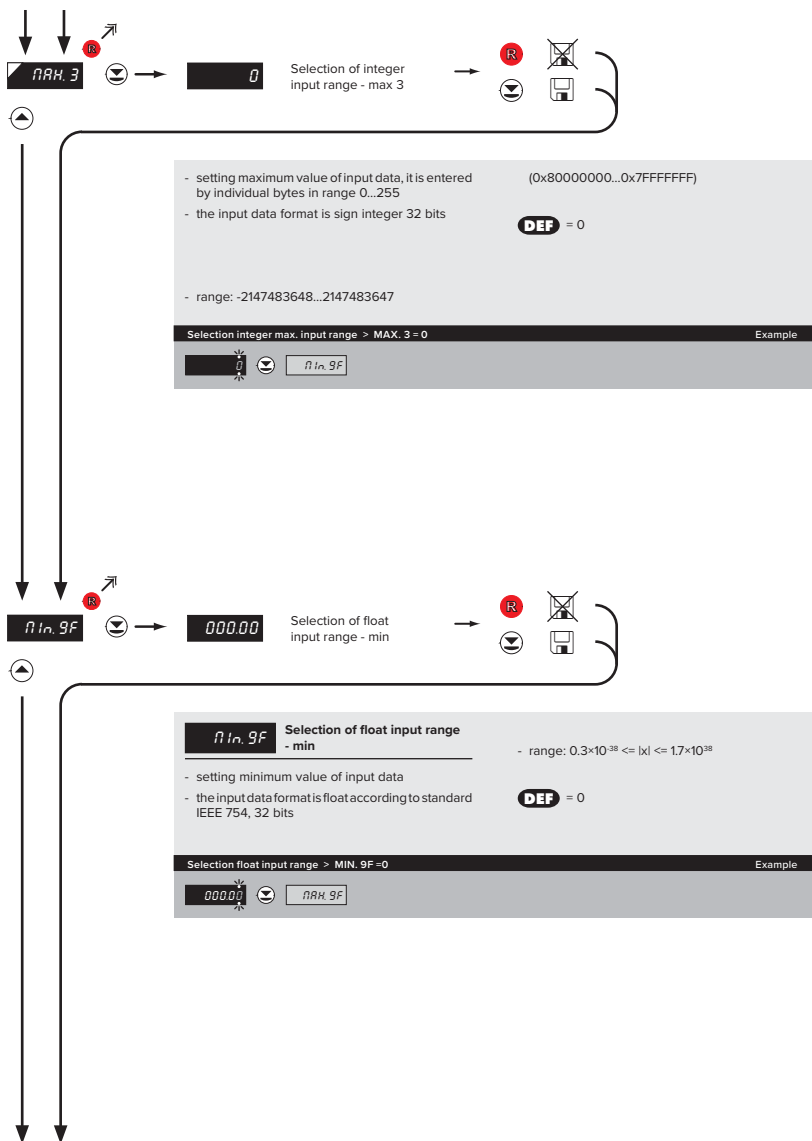 R
MAX. 3
0
Selection of integer
input range - max 3
R
- setting maximum value of input data, it is entered
by individual bytes in range 0...255
- the input data format is sign integer 32 bits
- range: -2147483648...2147483647
(0x80000000...0x7FFFFFFF)
DEF = 0
Selection integer max. input range > MAX. 3 = 0
Example
0
MIn. 9F
R
MIn. 9F
000.00
Selection of float
input range - min
R
MIn. 9F
Selection of float input range
- min
- setting minimum value of input data
- the input data format is float according to standard
IEEE 754, 32 bits
- range: 0.3×10⁻³⁸ <= |x| <= 1.7×10³⁸
DEF = 0
Selection float input range > MIN. 9F =0
Example
000.00
MAX. 9F